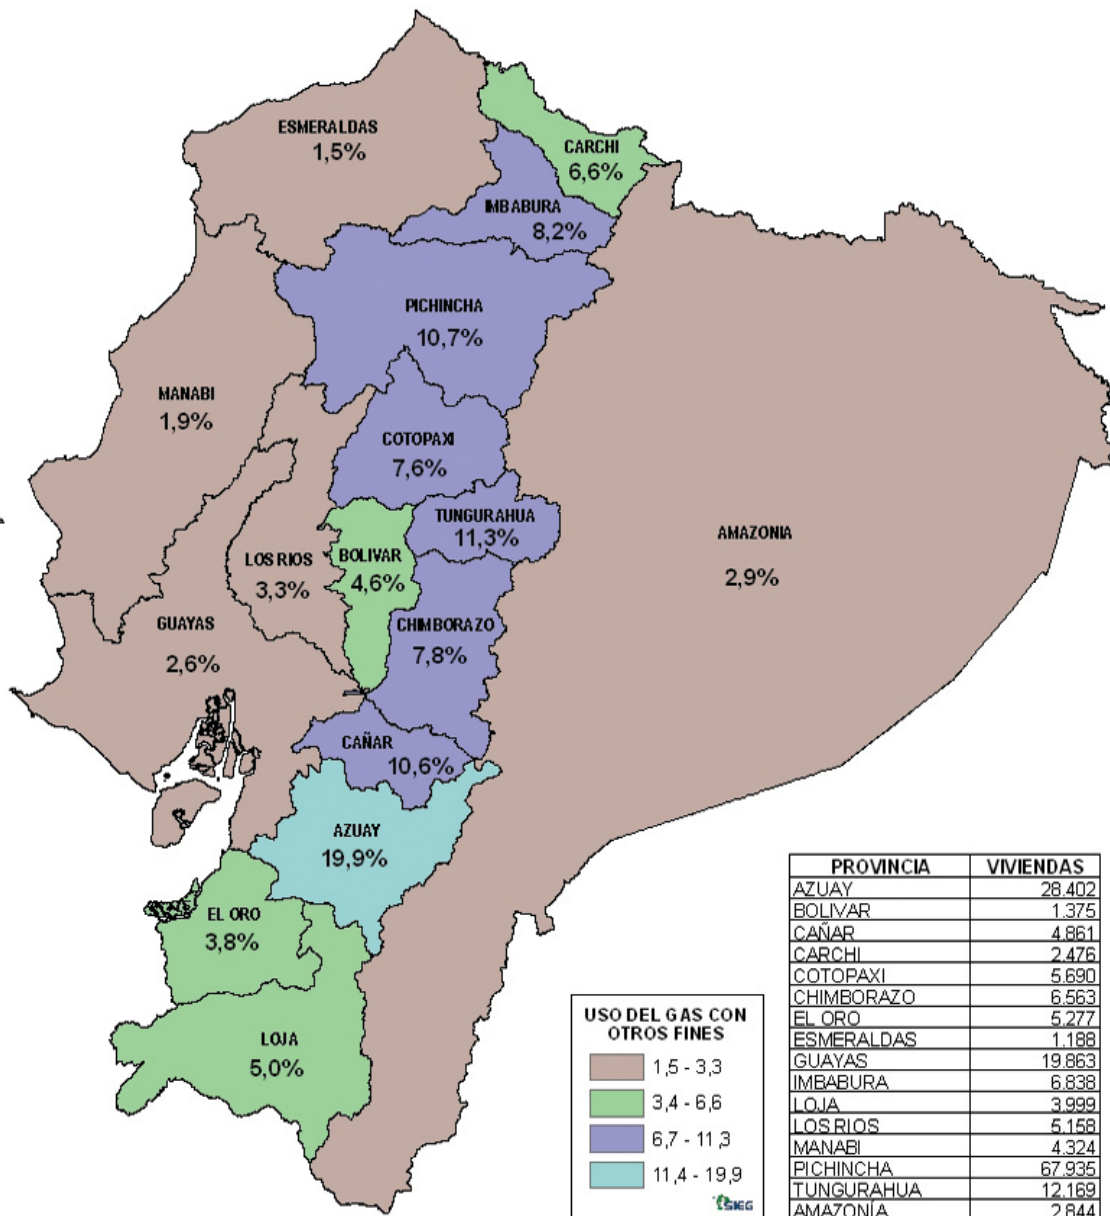 ESMERALDAS
1,5%
CARCHI
6,6%
IMBABURA
8,2%
PICHINCHA
10,7%
MANABI
1,9%
COTOPAXI
7,6%
TUNGURAHUA
11,3%
AMAZONIA
2,9%
LOS RIOS
3,3%
BOLIVAR
4,6%
GUAYAS
2,6%
CHIMBORAZO
7,8%
CAÑAR
10,6%
AZUAY
19,9%
EL ORO
3,8%
LOJA
5,0%
USO DEL GAS CON
OTROS FINES
1,5 - 3,3
3,4 - 6,6
6,7 - 11,3
11,4 - 19,9
SIEG
PROVINCIA VIVIENDAS
AZUAY 28.402
BOLIVAR 1.375
CAÑAR 4.861
CARCHI 2.476
COTOPAXI 5.690
CHIMBORAZO 6.563
EL ORO 5.277
ESMERALDAS 1.188
GUAYAS 19.863
IMBABURA 6.838
LOJA 3.999
LOS RIOS 5.158
MANABI 4.324
PICHINCHA 67.935
TUNGURAHUA 12.169
AMAZONÍA 2.844